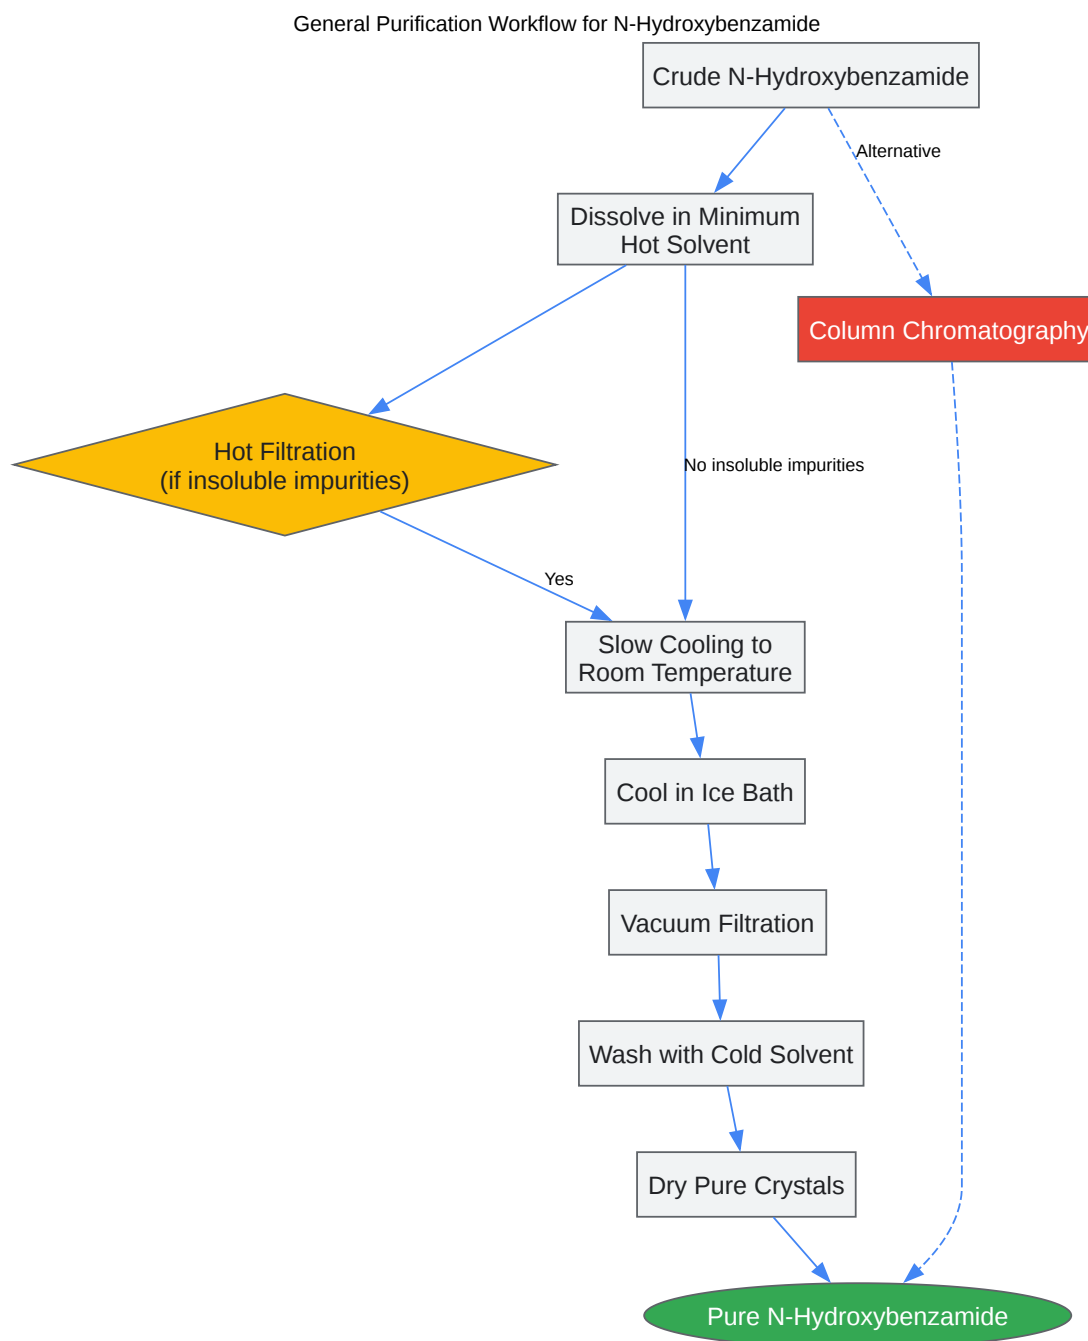 General Purification Workflow for N-Hydroxybenzamide
Crude N-Hydroxybenzamide
Alternative
Dissolve in Minimum
Hot Solvent
Column Chromatography
Hot Filtration
(if insoluble impurities)
No insoluble impurities
Yes
Slow Cooling to
Room Temperature
Cool in Ice Bath
Vacuum Filtration
Wash with Cold Solvent
Dry Pure Crystals
Pure N-Hydroxybenzamide